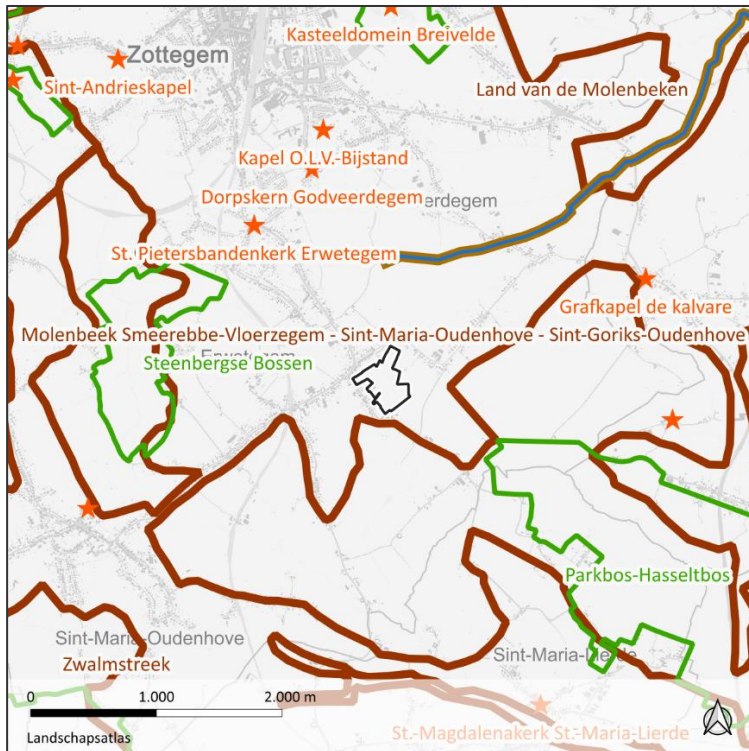 Kasteeldomein Breivelde
Zottegem
Sint-Andrieskapel
Land van de Molenbeken
Kapel O.L.V.-Bijstand
Dorpskern Godveerdegem
erdegem
St. Pietersbandenkerk Erwetegem
Grafkapel de kalvare
Molenbeek Smeerebbe-Vloerzegem - Sint-Maria-Oudenhove - Sint-Goriks-Oudenhove
Erwetegem
Steenbergse Bossen
Parkbos-Hasseltbos
Sint-Maria-Oudenhove
Sint-Maria-Lierde
Zwalmstreek
0 1.000 2.000 m
St.-Magdalenakerk St.-Maria-Lierde
Landschapsatlas